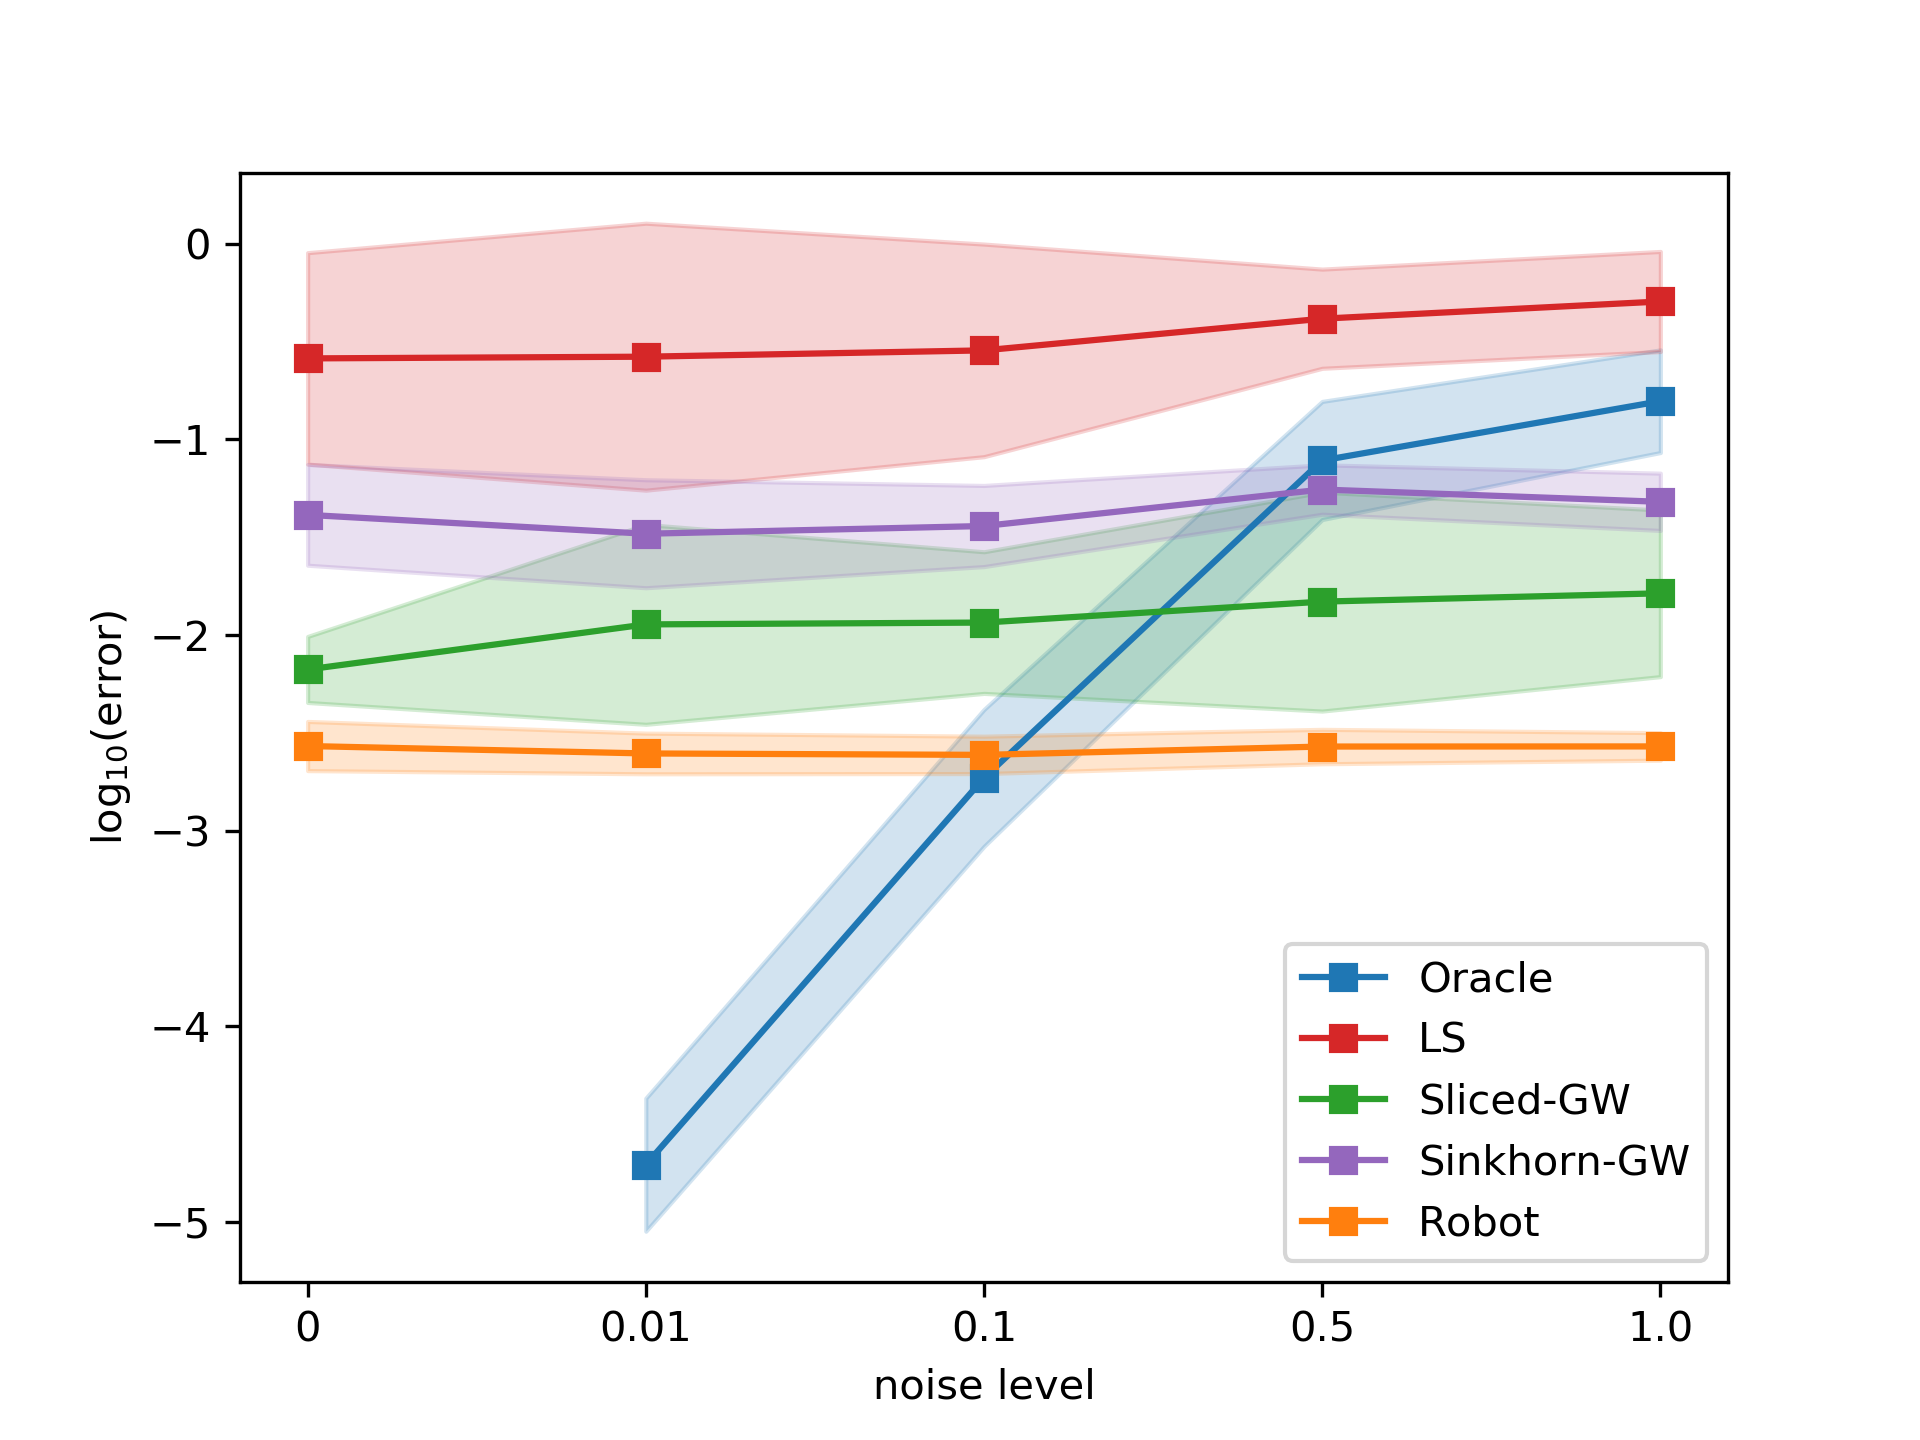 0
−1
−2
−3
−4
−5
log₁₀(error)
0 0.01 0.1 0.5 1.0
noise level
Oracle
LS
Sliced-GW
Sinkhorn-GW
Robot